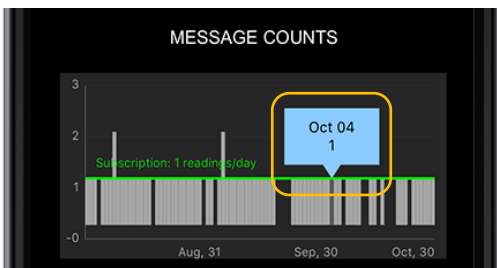 MESSAGE COUNTS
3
Oct 04
1
2
Subscription: 1 readings/day
1
-0
Aug, 31
Sep, 30
Oct, 30